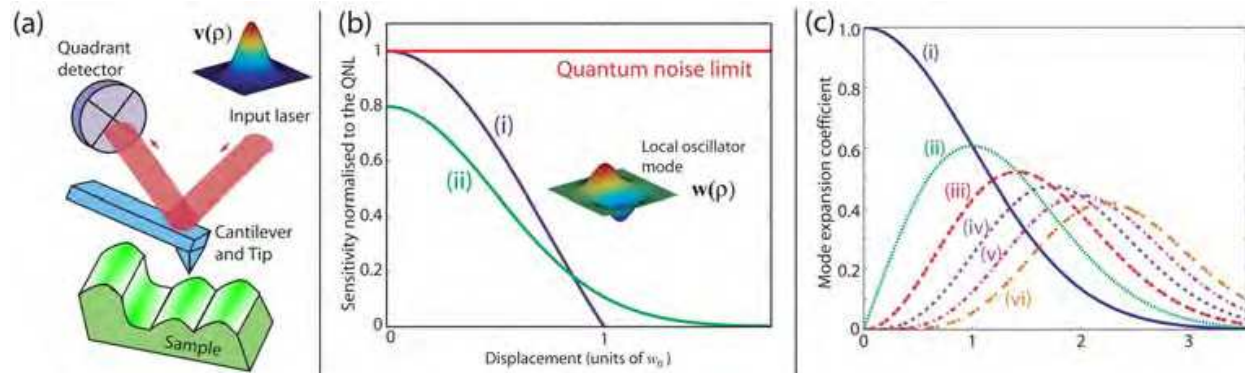 (a)
Quadrant
detector
v(ρ)
Input laser
Cantilever
and Tip
Sample
(b)
Sensitivity normalised to the QNL
1
0.8
0.6
0.4
0.2
0
Quantum noise limit
(i)
(ii)
Local oscillator
mode
w(ρ)
0
1
Displacement (units of w₀)
(c)
Mode expansion coefficient
1.0
0.8
0.6
0.4
0.2
0
(i)
(ii)
(iii)
(iv)
(v)
(vi)
0
1
2
3